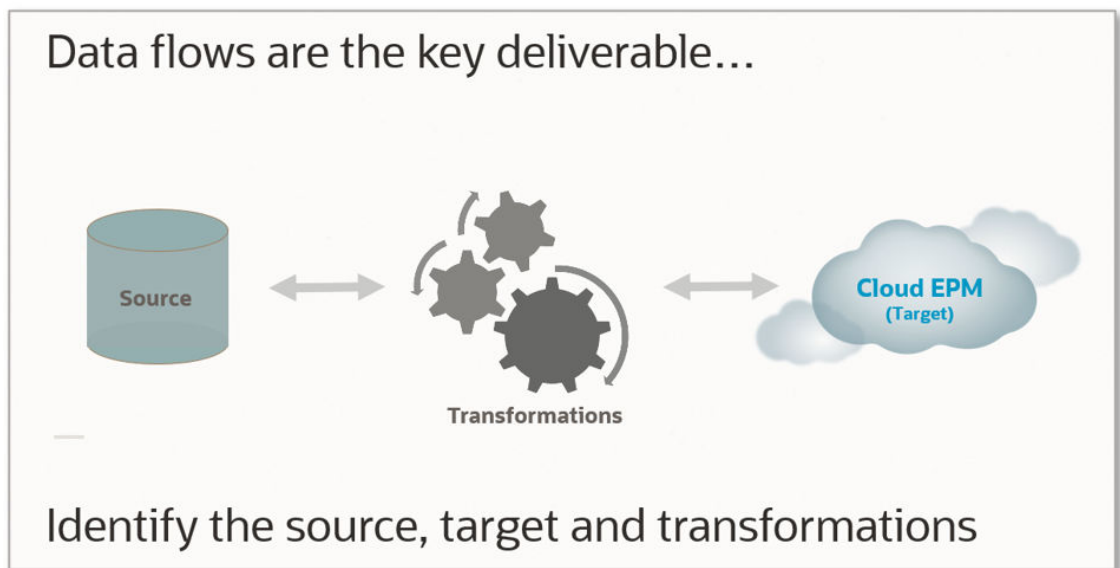 Data flows are the key deliverable...
Source
Cloud EPM
(Target)
Transformations
Identify the source, target and transformations